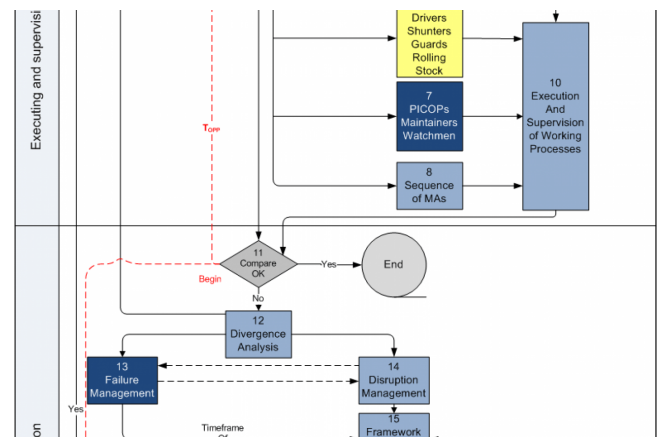 Executing and supervisi
Drivers
Shunters
Guards
Rolling
Stock
7
PICOPs
Maintainers
Watchmen
8
Sequence
of MAs
10
Execution
And
Supervision
of Working
Processes
TOPP
11
Compare
OK
Yes
End
Begin
No
12
Divergence
Analysis
13
Failure
Management
14
Disruption
Management
Yes
15
Framework
Timeframe
Of
on